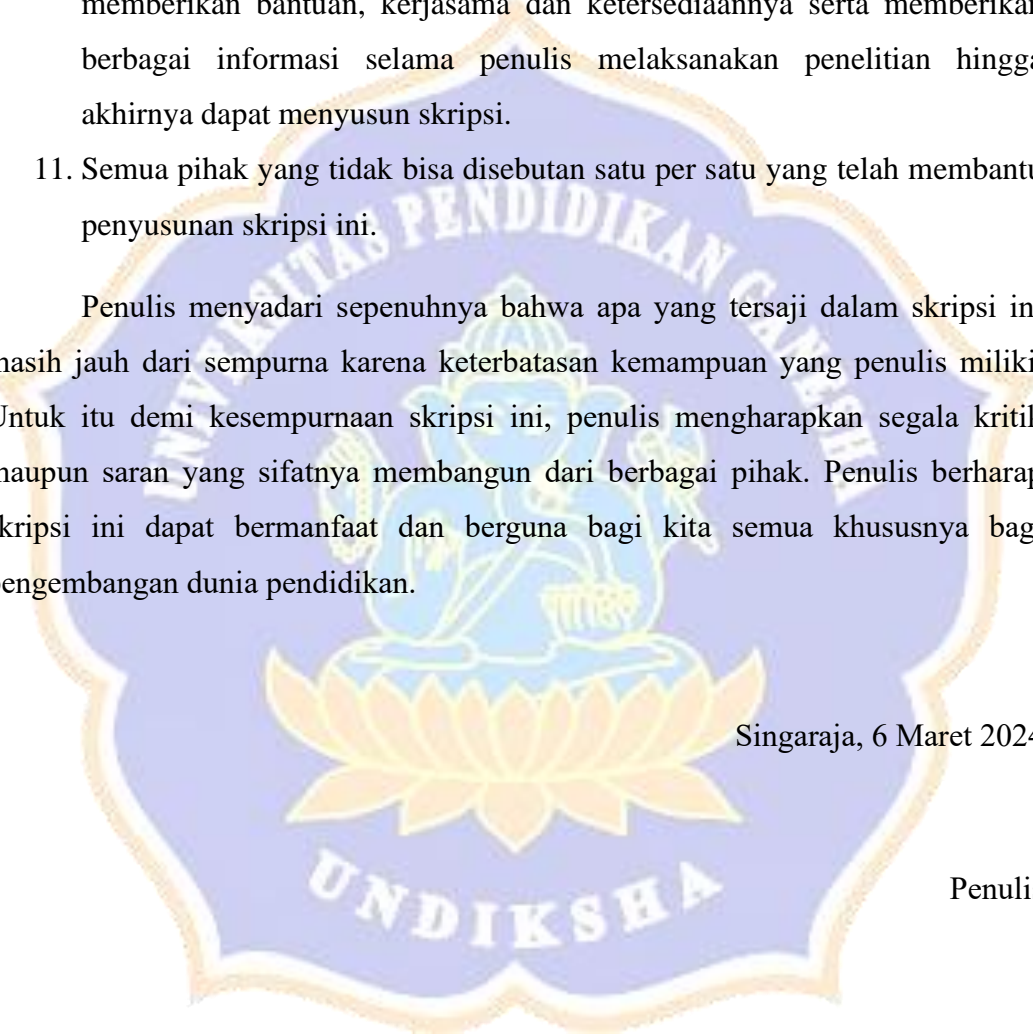 memberikan bantuan, kerjasama dan ketersediaannya serta memberikan
berbagai informasi selama penulis melaksanakan penelitian hingga
akhirnya dapat menyusun skripsi.
11. Semua pihak yang tidak bisa disebutan satu per satu yang telah membantu
penyusunan skripsi ini.
UNIVERSITAS PENDIDIKAN GANESHA
Penulis menyadari sepenuhnya bahwa apa yang tersaji dalam skripsi in
masih jauh dari sempurna karena keterbatasan kemampuan yang penulis miliki
Untuk itu demi kesempurnaan skripsi ini, penulis mengharapkan segala kritik
maupun saran yang sifatnya membangun dari berbagai pihak. Penulis berharap
kripsi ini dapat bermanfaat dan berguna bagi kita semua khususnya bag
pengembangan dunia pendidikan.
Singaraja, 6 Maret 2024
Penuli
UNDIKSHA